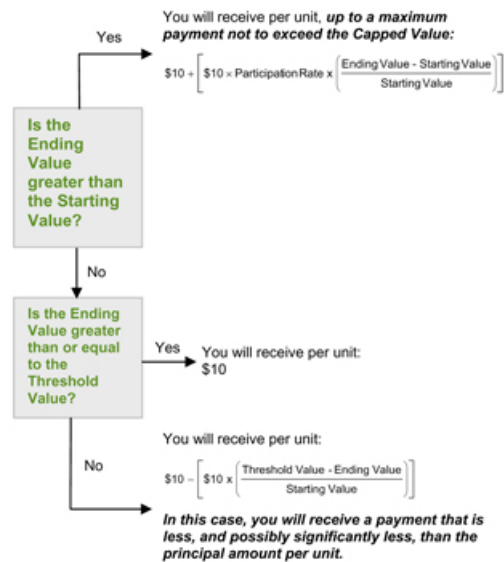 You will receive per unit, up to a maximum
payment not to exceed the Capped Value:
Yes
$10 + [ $10 × Participation Rate x ( Ending Value - Starting Value / Starting Value ) ]
Is the
Ending
Value
greater than
the Starting
Value?
No
Is the Ending
Value greater
than or equal
to the
Threshold
Value?
Yes
You will receive per unit:
$10
You will receive per unit:
No
$10 − [ $10 x ( Threshold Value - Ending Value / Starting Value ) ]
In this case, you will receive a payment that is
less, and possibly significantly less, than the
principal amount per unit.